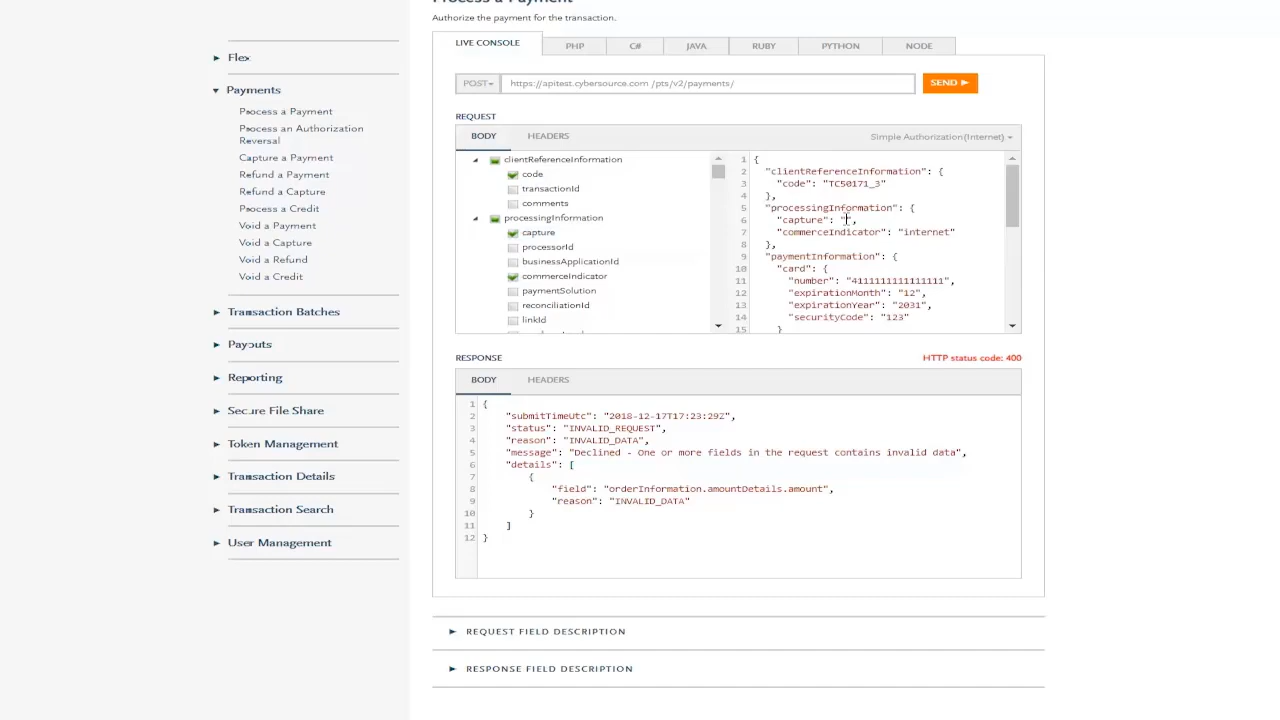 Process a Payment
Authorize the payment for the transaction.
Flex
Payments
Process a Payment
Process an Authorization
Reversal
Capture a Payment
Refund a Payment
Refund a Capture
Process a Credit
Void a Payment
Void a Capture
Void a Refund
Void a Credit
Transaction Batches
Payouts
Reporting
Secure File Share
Token Management
Transaction Details
Transaction Search
User Management
LIVE CONSOLE
PHP
C#
JAVA
RUBY
PYTHON
NODE
POST
https://apitest.cybersource.com /pts/v2/payments/
SEND
REQUEST
BODY
HEADERS
Simple Authorization(Internet)
clientReferenceInformation
code
transactionId
comments
processingInformation
capture
processorId
businessApplicationId
commerceIndicator
paymentSolution
reconciliationId
linkId
1 {
2 "clientReferenceInformation": {
3 "code": "TC50171_3"
4 },
5 "processingInformation": {
6 "capture": "",
7 "commerceIndicator": "internet"
8 },
9 "paymentInformation": {
10 "card": {
11 "number": "4111111111111111",
12 "expirationMonth": "12",
13 "expirationYear": "2031",
14 "securityCode": "123"
15 }
RESPONSE
HTTP status code: 400
BODY
HEADERS
1 {
2 "submitTimeUtc": "2018-12-17T17:23:29Z",
3 "status": "INVALID_REQUEST",
4 "reason": "INVALID_DATA",
5 "message": "Declined - One or more fields in the request contains invalid data",
6 "details": [
7 {
8 "field": "orderInformation.amountDetails.amount",
9 "reason": "INVALID_DATA"
10 }
11 ]
12 }
REQUEST FIELD DESCRIPTION
RESPONSE FIELD DESCRIPTION